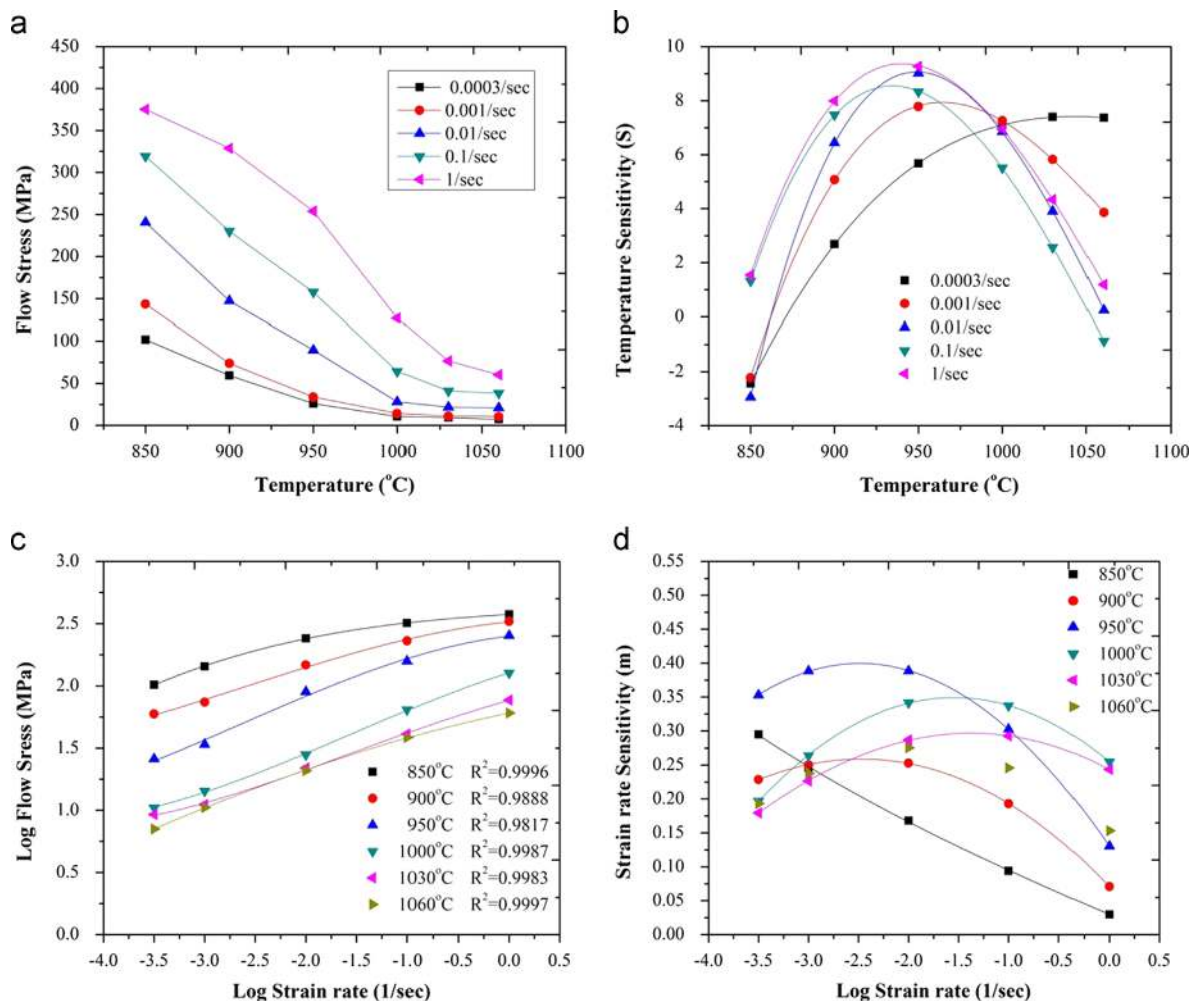 a
450
400
350
300
250
200
150
100
50
0
Flow Stress (MPa)
0.0003/sec
0.001/sec
0.01/sec
0.1/sec
1/sec
850 900 950 1000 1050 1100
Temperature (°C)
b
10
8
6
4
2
0
-2
-4
Temperature Sensitivity (S)
0.0003/sec
0.001/sec
0.01/sec
0.1/sec
1/sec
850 900 950 1000 1050 1100
Temperature (°C)
c
3.0
2.5
2.0
1.5
1.0
0.5
0.0
Log Flow Sress (MPa)
850°C R²=0.9996
900°C R²=0.9888
950°C R²=0.9817
1000°C R²=0.9987
1030°C R²=0.9983
1060°C R²=0.9997
-4.0 -3.5 -3.0 -2.5 -2.0 -1.5 -1.0 -0.5 0.0 0.5
Log Strain rate (1/sec)
d
0.55
0.50
0.45
0.40
0.35
0.30
0.25
0.20
0.15
0.10
0.05
0.00
Strain rate Sensitivity (m)
850°C
900°C
950°C
1000°C
1030°C
1060°C
-4.0 -3.5 -3.0 -2.5 -2.0 -1.5 -1.0 -0.5 0.0 0.5
Log Strain rate (1/sec)